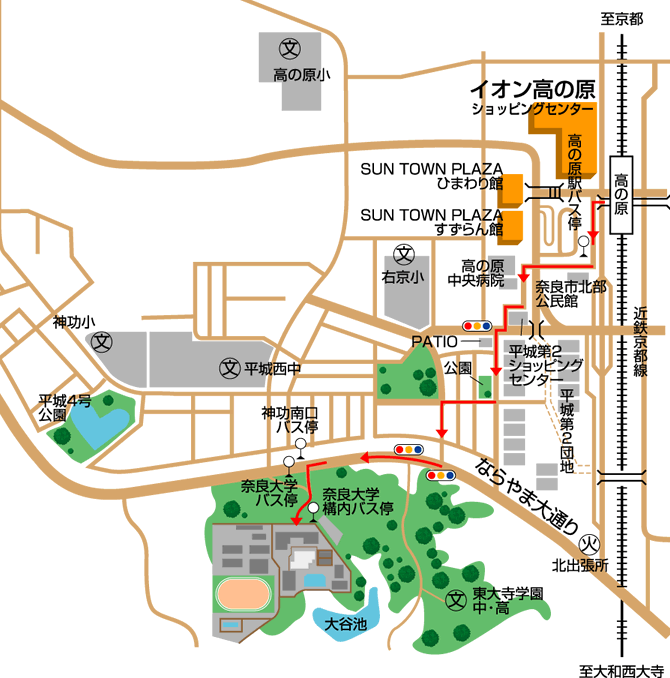 至京都
文
高の原小
イオン高の原
ショッピングセンター
高の原駅バス停
高の原
SUN TOWN PLAZA
ひまわり館
SUN TOWN PLAZA
すずらん館
文
右京小
高の原
中央病院
奈良市北部
公民館
近鉄京都線
神功小
文
文
平城西中
PATIO
平城第2
ショッピング
センター
公園
平城第2団地
平城4号
公園
神功南口
バス停
奈良大学
バス停
奈良大学
構内バス停
ならやま大通り
火
北出張所
文
東大寺学園
中・高
大谷池
至大和西大寺